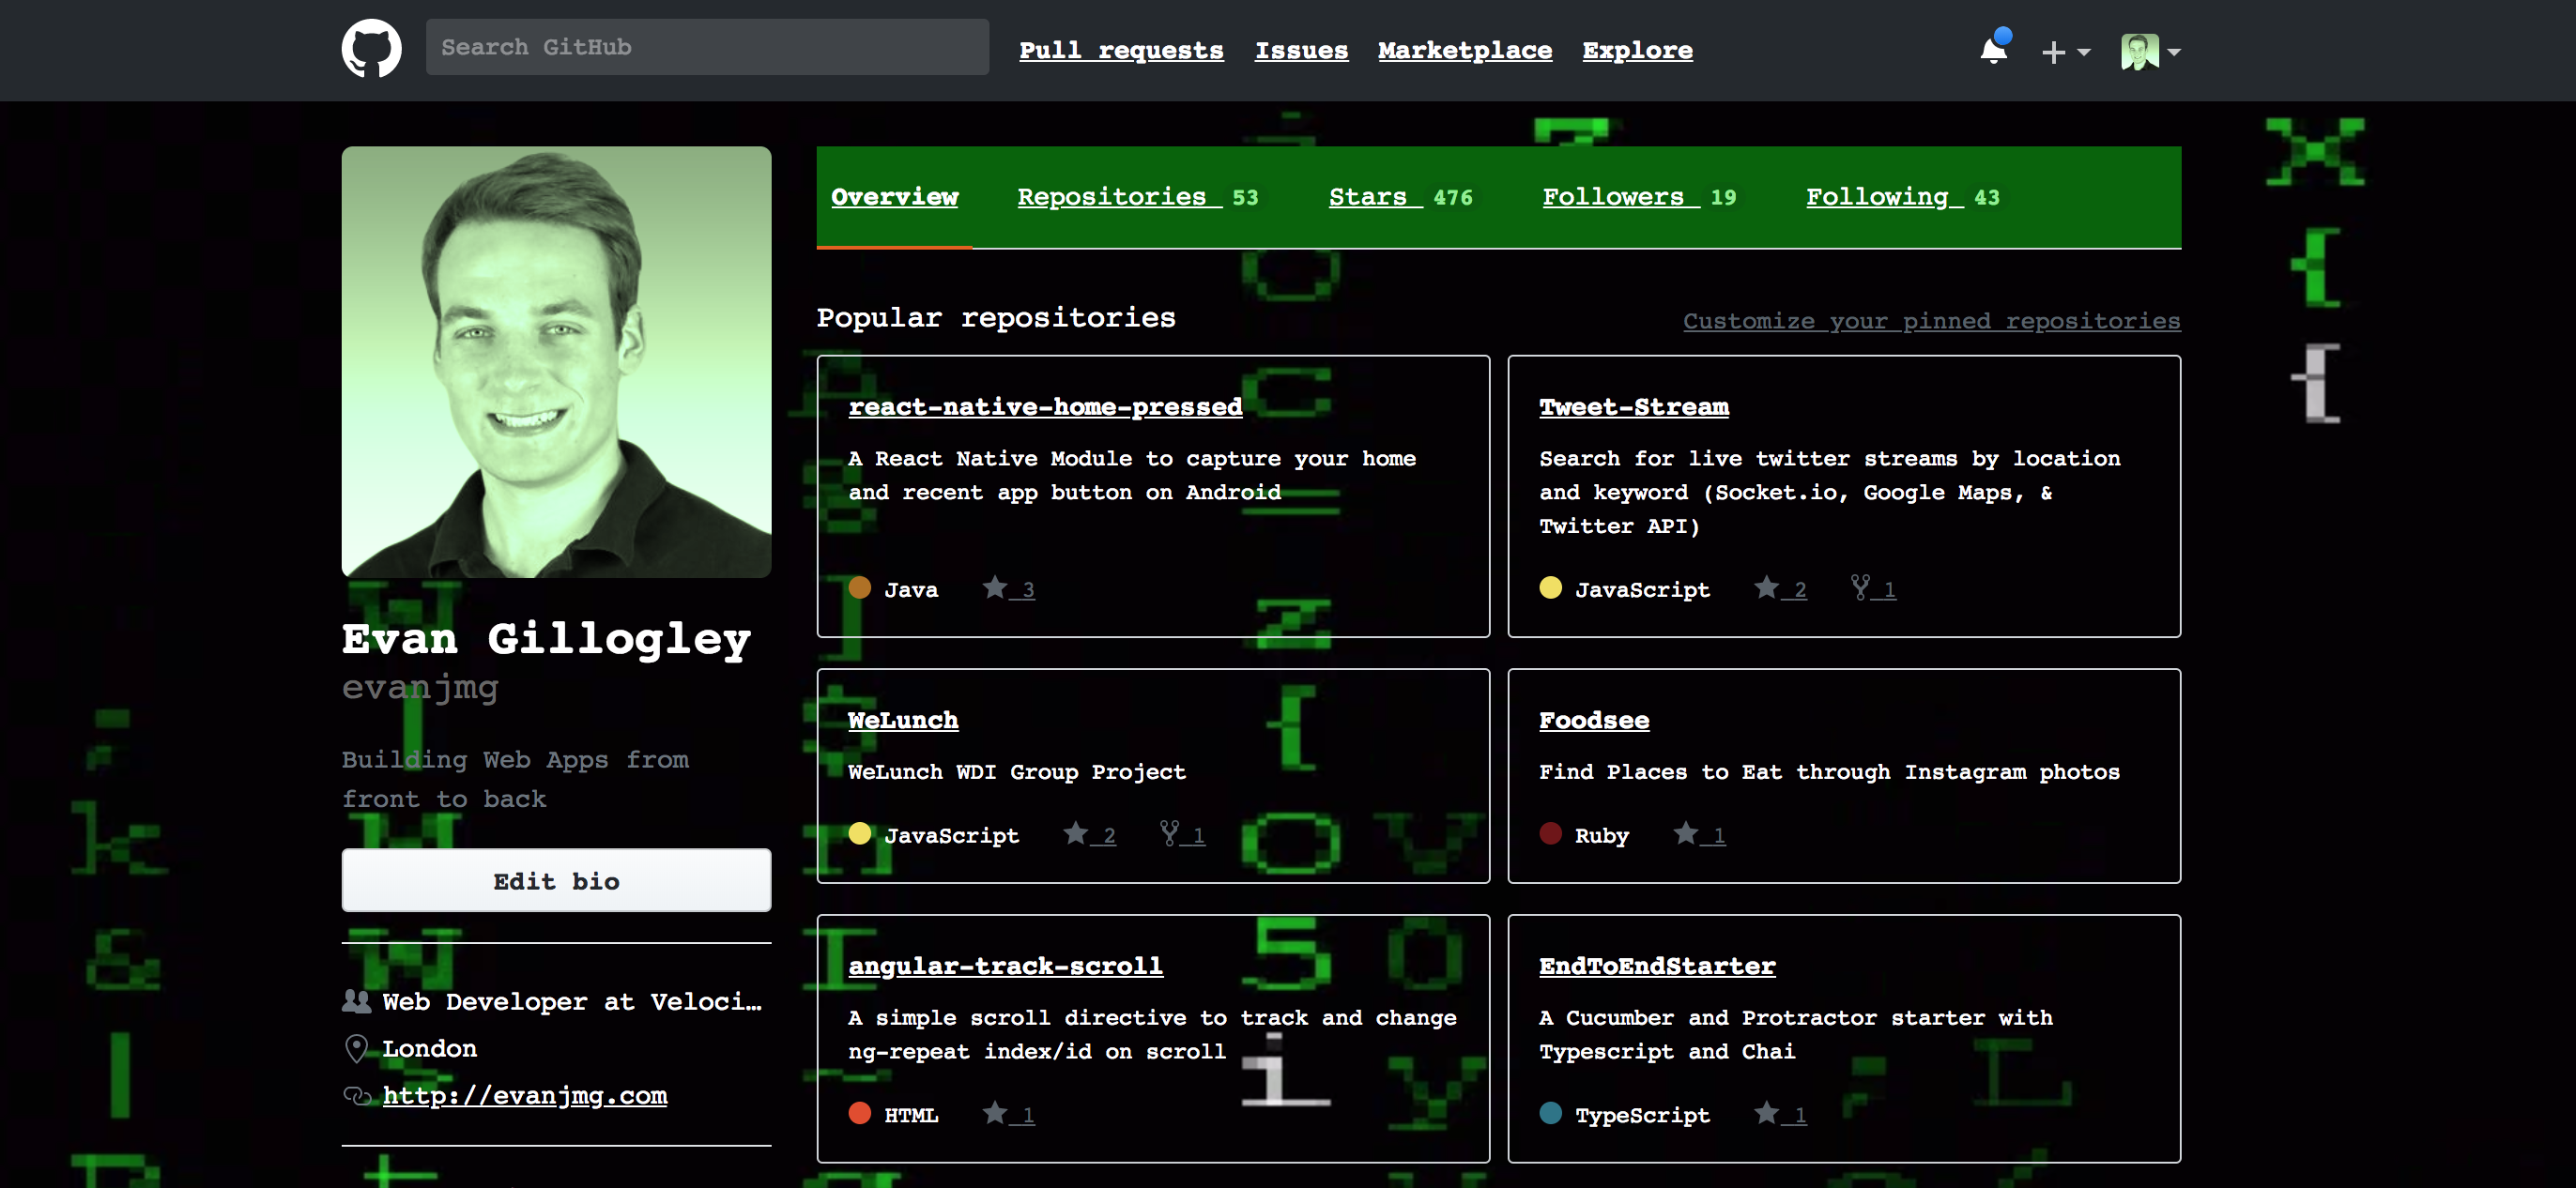 Search GitHub
Pull requests Issues Marketplace Explore
Overview Repositories 53 Stars 476 Followers 19 Following 43
Evan Gillogley
evanjmg
Building Web Apps from
front to back
Edit bio
Web Developer at Veloci…
London
http://evanjmg.com
Popular repositories
Customize your pinned repositories
react-native-home-pressed
A React Native Module to capture your home
and recent app button on Android
Java 3
Tweet-Stream
Search for live twitter streams by location
and keyword (Socket.io, Google Maps, &
Twitter API)
JavaScript 2 1
WeLunch
WeLunch WDI Group Project
JavaScript 2 1
Foodsee
Find Places to Eat through Instagram photos
Ruby 1
angular-track-scroll
A simple scroll directive to track and change
ng-repeat index/id on scroll
HTML 1
EndToEndStarter
A Cucumber and Protractor starter with
Typescript and Chai
TypeScript 1